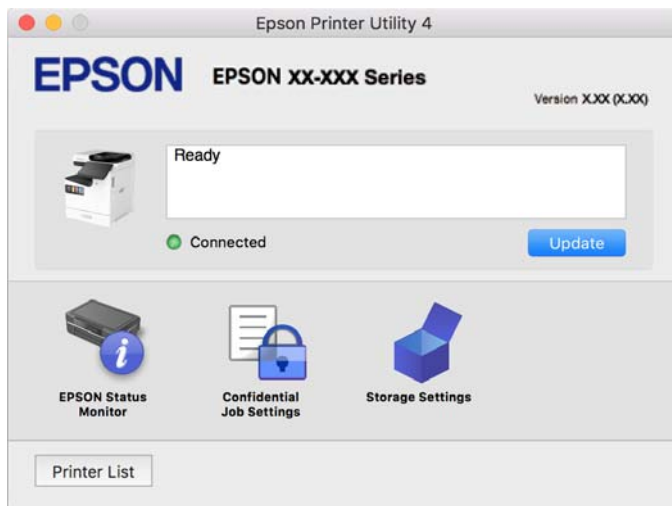 Epson Printer Utility 4
EPSON
EPSON XX-XXX Series
Version X.XX (X.XX)
Ready
Connected
Update
EPSON Status
Monitor
Confidential
Job Settings
Storage Settings
Printer List